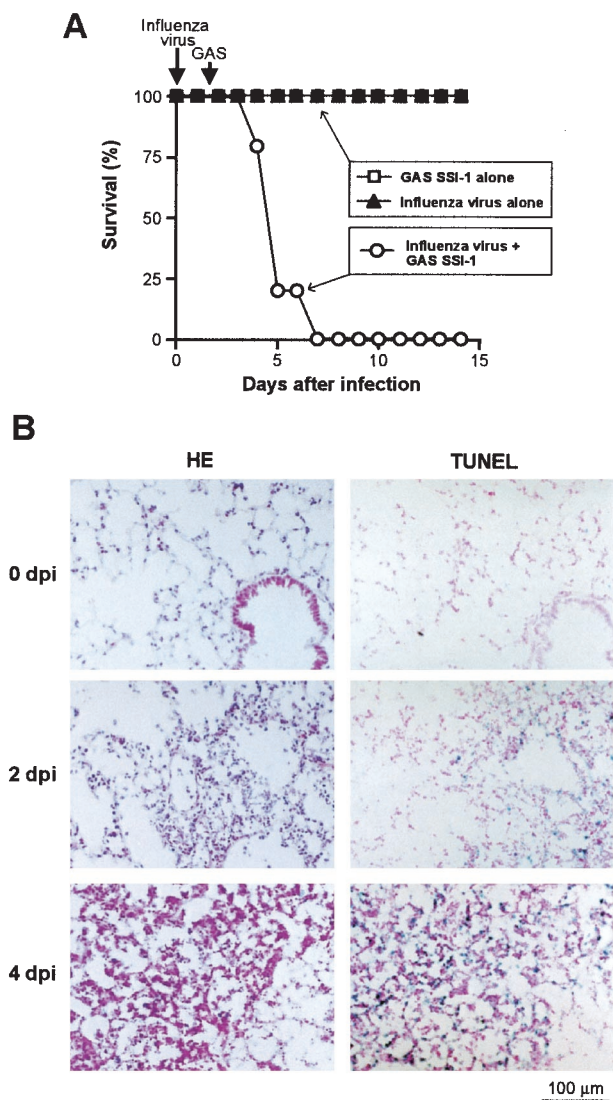 A
Influenza
virus
GAS
100
75
50
25
0
Survival (%)
GAS SSI-1 alone
Influenza virus alone
Influenza virus +
GAS SSI-1
0 5 10 15
Days after infection
B
HE TUNEL
0 dpi
2 dpi
4 dpi
100 μm